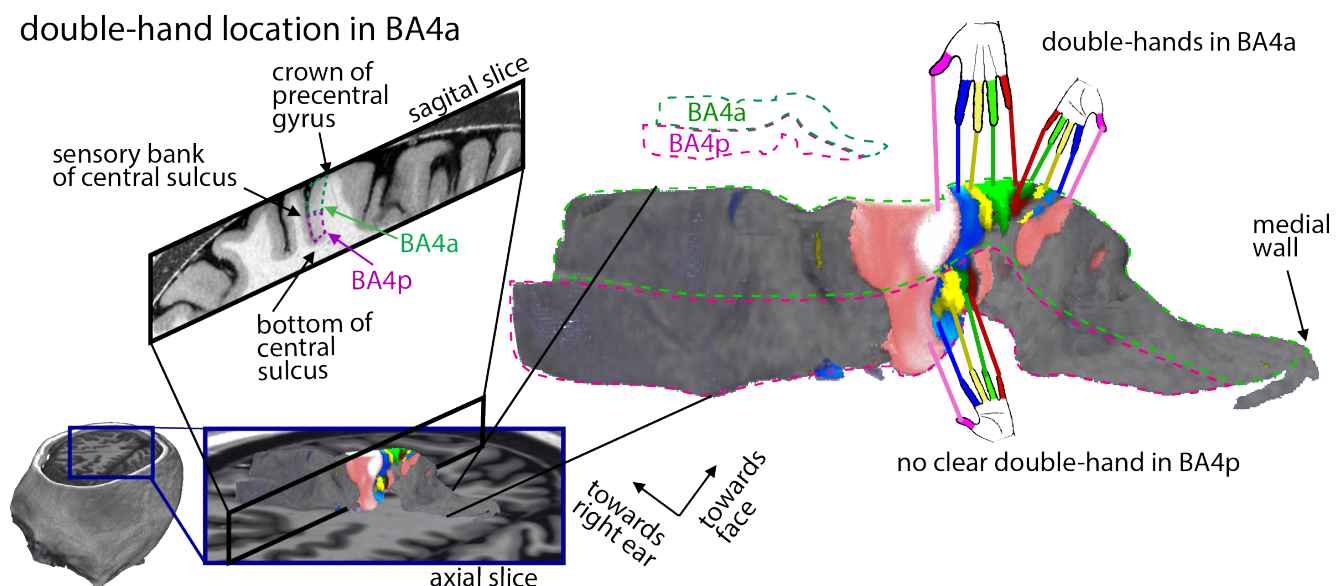 double-hand location in BA4a
crown of
precentral
gyrus
sagital slice
sensory bank
of central sulcus
BA4a
BA4p
bottom of
central
sulcus
BA4a
BA4p
double-hands in BA4a
medial
wall
no clear double-hand in BA4p
towards
right ear
towards
face
axial slice